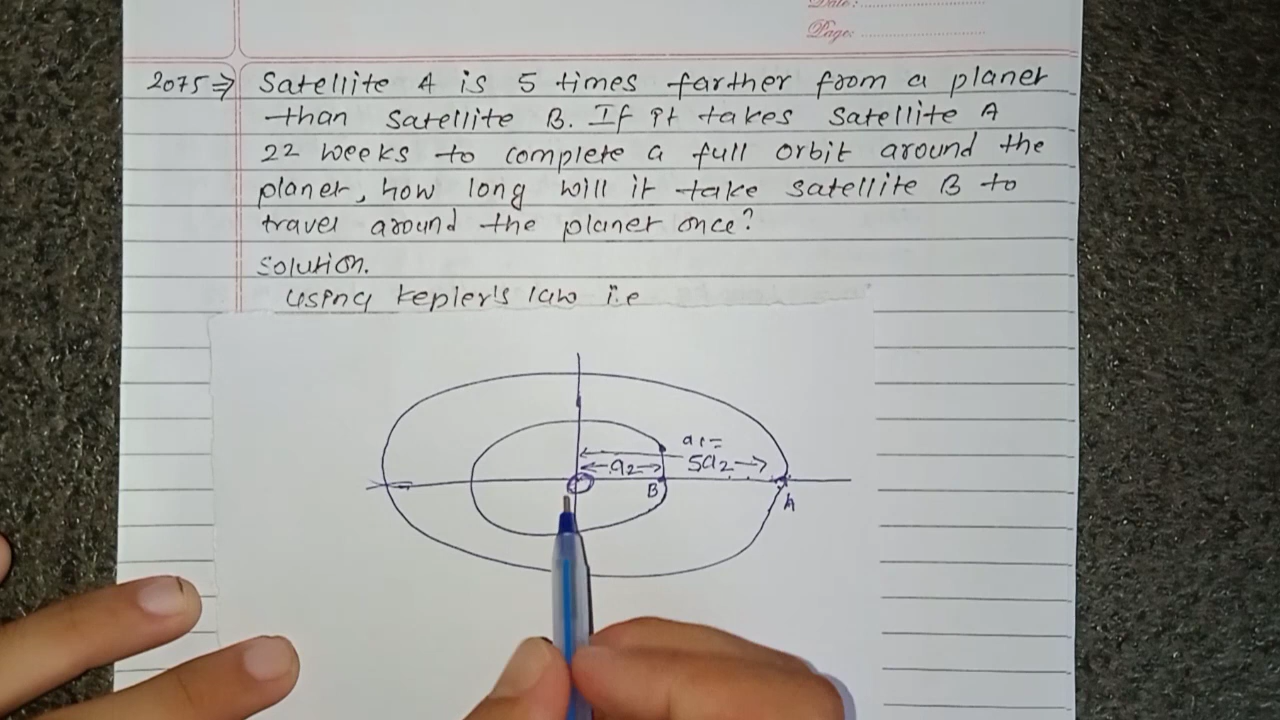 Date:
Page:
2075⇒ Satellite A is 5 times farther from a planet
than Satellite B. If it takes Satellite A
22 weeks to complete a full orbit around the
planet, how long will it take satellite B to
travel around the planet once?
Solution.
Using Kepler's law i.e
a1=
a2 5a2
B
A